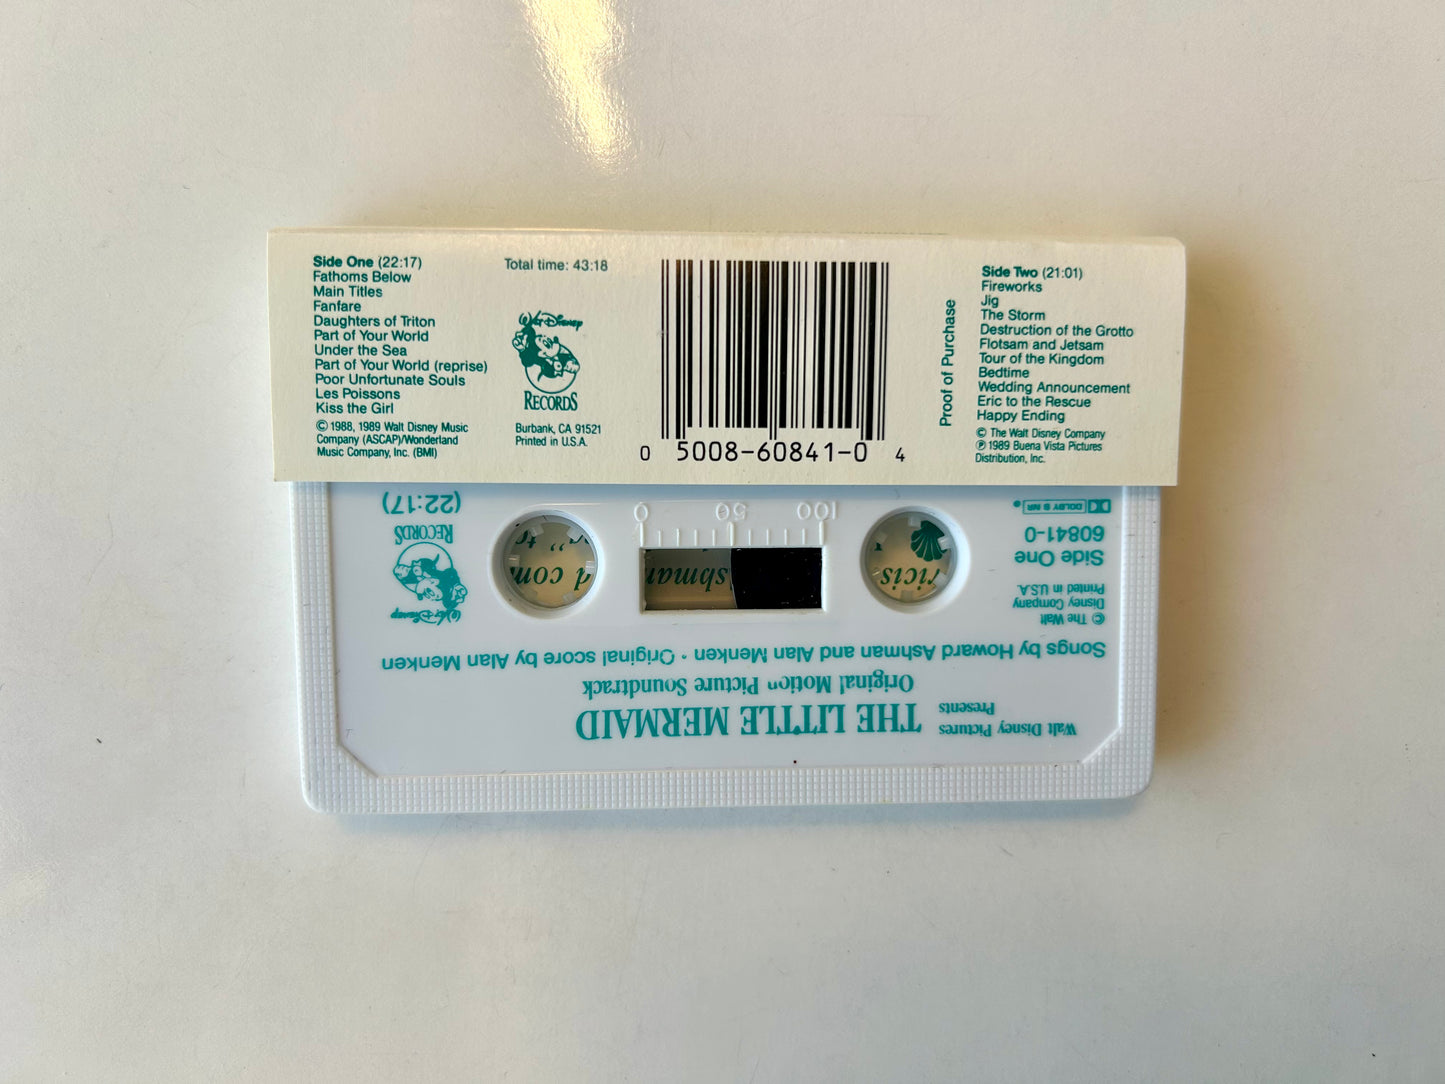 Side One (22:17)
Fathoms Below
Main Titles
Fanfare
Daughters of Triton
Part of Your World
Under the Sea
Part of Your World (reprise)
Poor Unfortunate Souls
Les Poissons
Kiss the Girl
© 1988, 1989 Walt Disney Music
Company (ASCAP)/Wonderland
Music Company, Inc. (BMI)
Total time: 43:18
Walt Disney
RECORDS
Burbank, CA 91521
Printed in U.S.A.
0 5008-60841-0 4
Proof of Purchase
Side Two (21:01)
Fireworks
Jig
The Storm
Destruction of the Grotto
Flotsam and Jetsam
Tour of the Kingdom
Bedtime
Wedding Announcement
Eric to the Rescue
Happy Ending
© The Walt Disney Company
℗ 1989 Buena Vista Pictures
Distribution, Inc.
Walt Disney Pictures
Presents
THE LITTLE MERMAID
Original Motion Picture Soundtrack
Songs by Howard Ashman and Alan Menken • Original score by Alan Menken
© The Walt
Disney Company
Printed in U.S.A.
Side One
60841-0
DOLBY B NR
Walt Disney
RECORDS
(22:17)
100 50 0